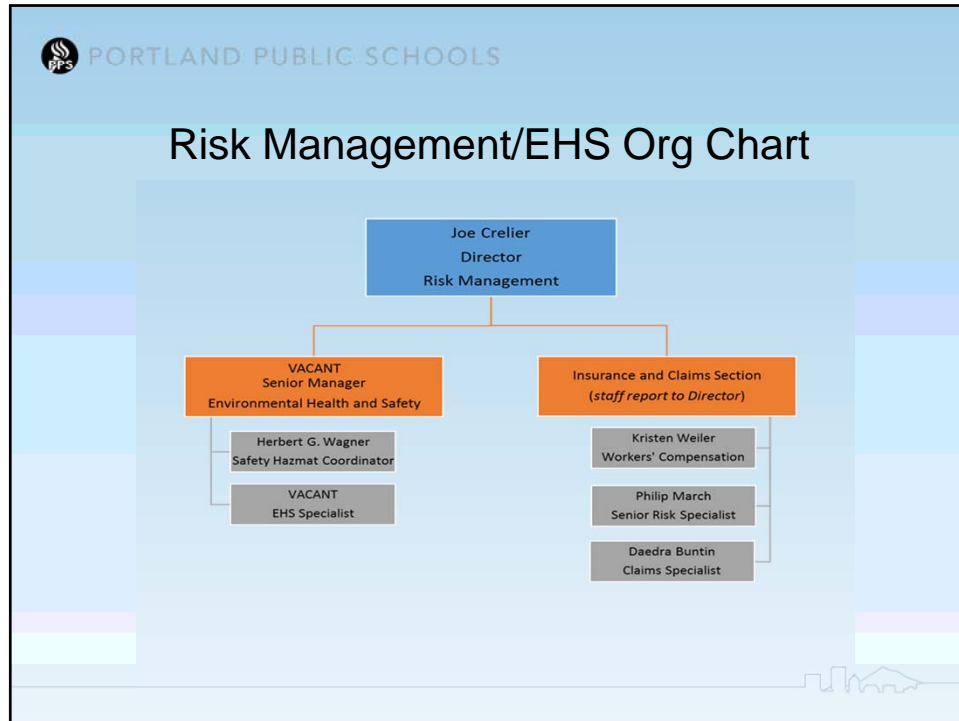 PPS
PORTLAND PUBLIC SCHOOLS
Risk Management/EHS Org Chart
Joe Crelier
Director
Risk Management
VACANT
Senior Manager
Environmental Health and Safety
Herbert G. Wagner
Safety Hazmat Coordinator
VACANT
EHS Specialist
Insurance and Claims Section
(staff report to Director)
Kristen Weiler
Workers' Compensation
Philip March
Senior Risk Specialist
Daedra Buntin
Claims Specialist